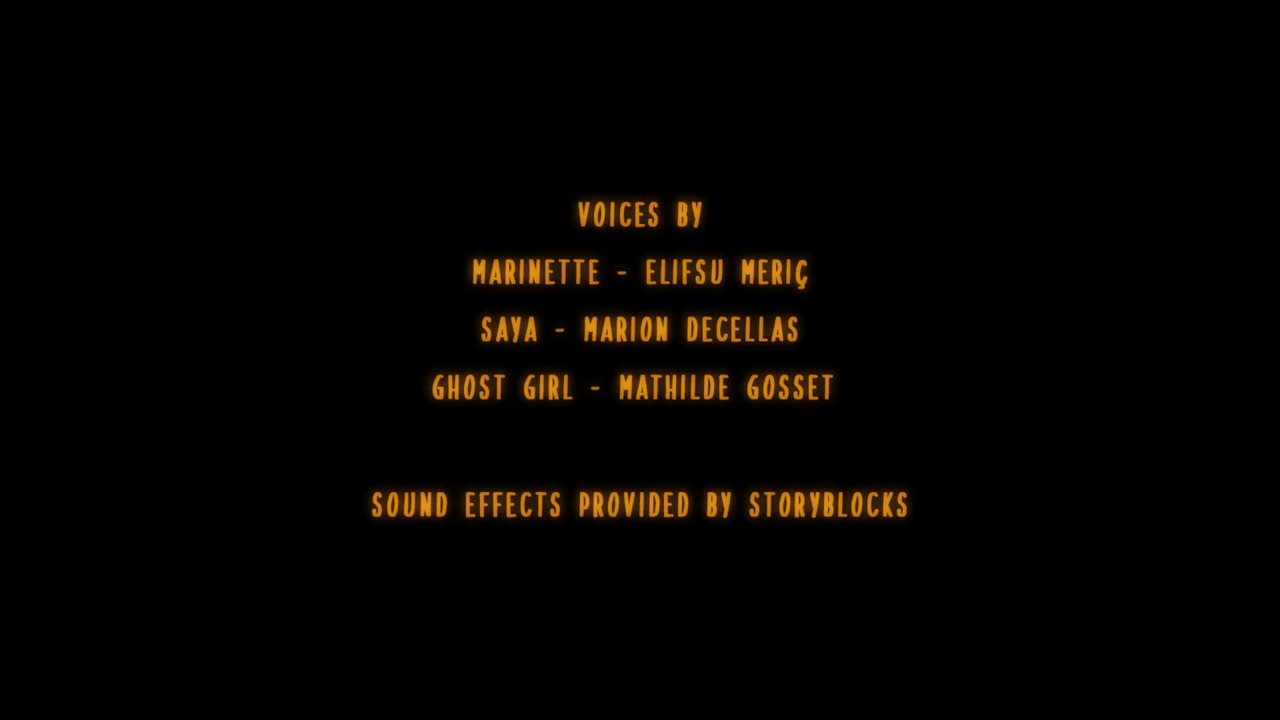 VOICES BY
MARINETTE - ELIFSU MERIÇ
SAYA - MARION DECELLAS
GHOST GIRL - MATHILDE GOSSET
SOUND EFFECTS PROVIDED BY STORYBLOCKS